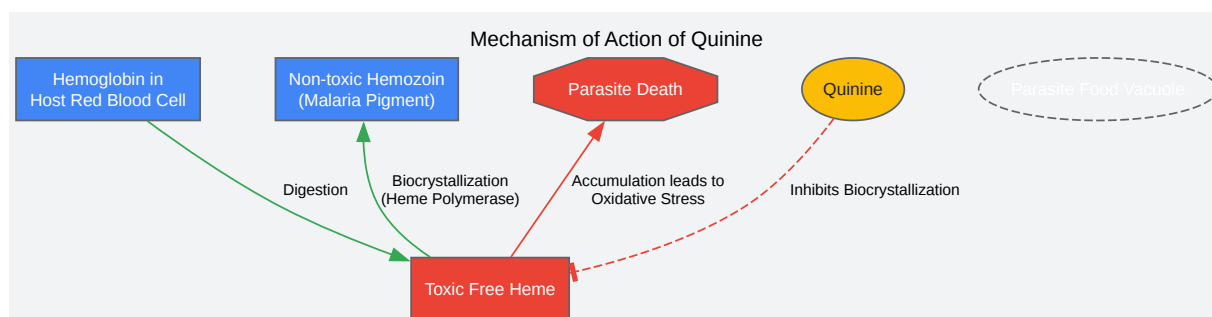 Mechanism of Action of Quinine
Hemoglobin in
Host Red Blood Cell
Non-toxic Hemozoin
(Malaria Pigment)
Parasite Death
Quinine
Parasite Food Vacuole
Digestion
Biocrystallization
(Heme Polymerase)
Accumulation leads to
Oxidative Stress
Inhibits Biocrystallization
Toxic Free Heme